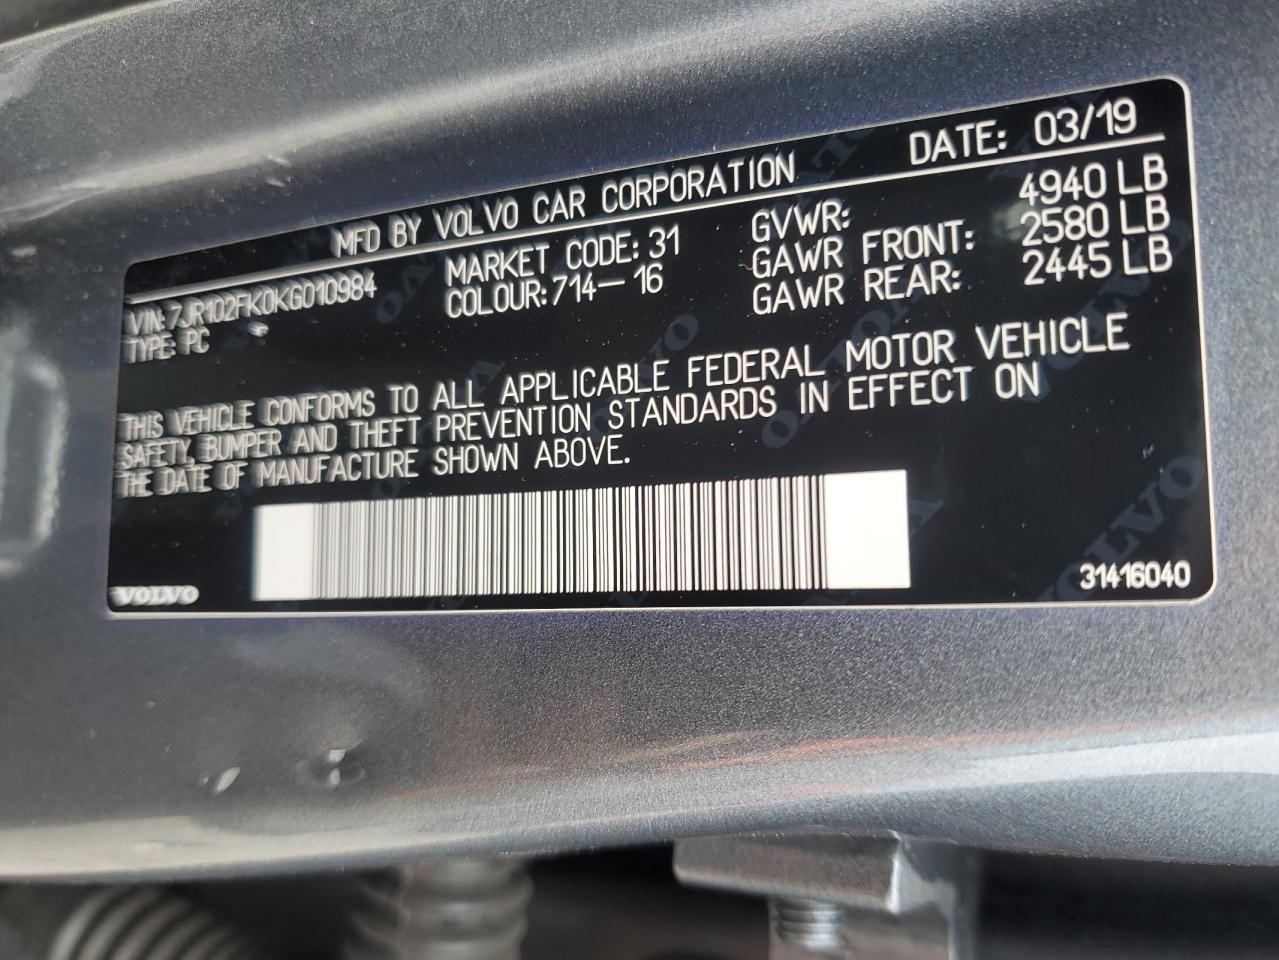 MFD BY VOLVO CAR CORPORATION DATE: 03/19
VIN: 7JR102FK0KG010984 MARKET CODE: 31 GVWR: 4940 LB
TYPE: PC COLOUR: 714-16 GAWR FRONT: 2580 LB
GAWR REAR: 2445 LB
THIS VEHICLE CONFORMS TO ALL APPLICABLE FEDERAL MOTOR VEHICLE
SAFETY, BUMPER AND THEFT PREVENTION STANDARDS IN EFFECT ON
THE DATE OF MANUFACTURE SHOWN ABOVE.
VOLVO 31416040